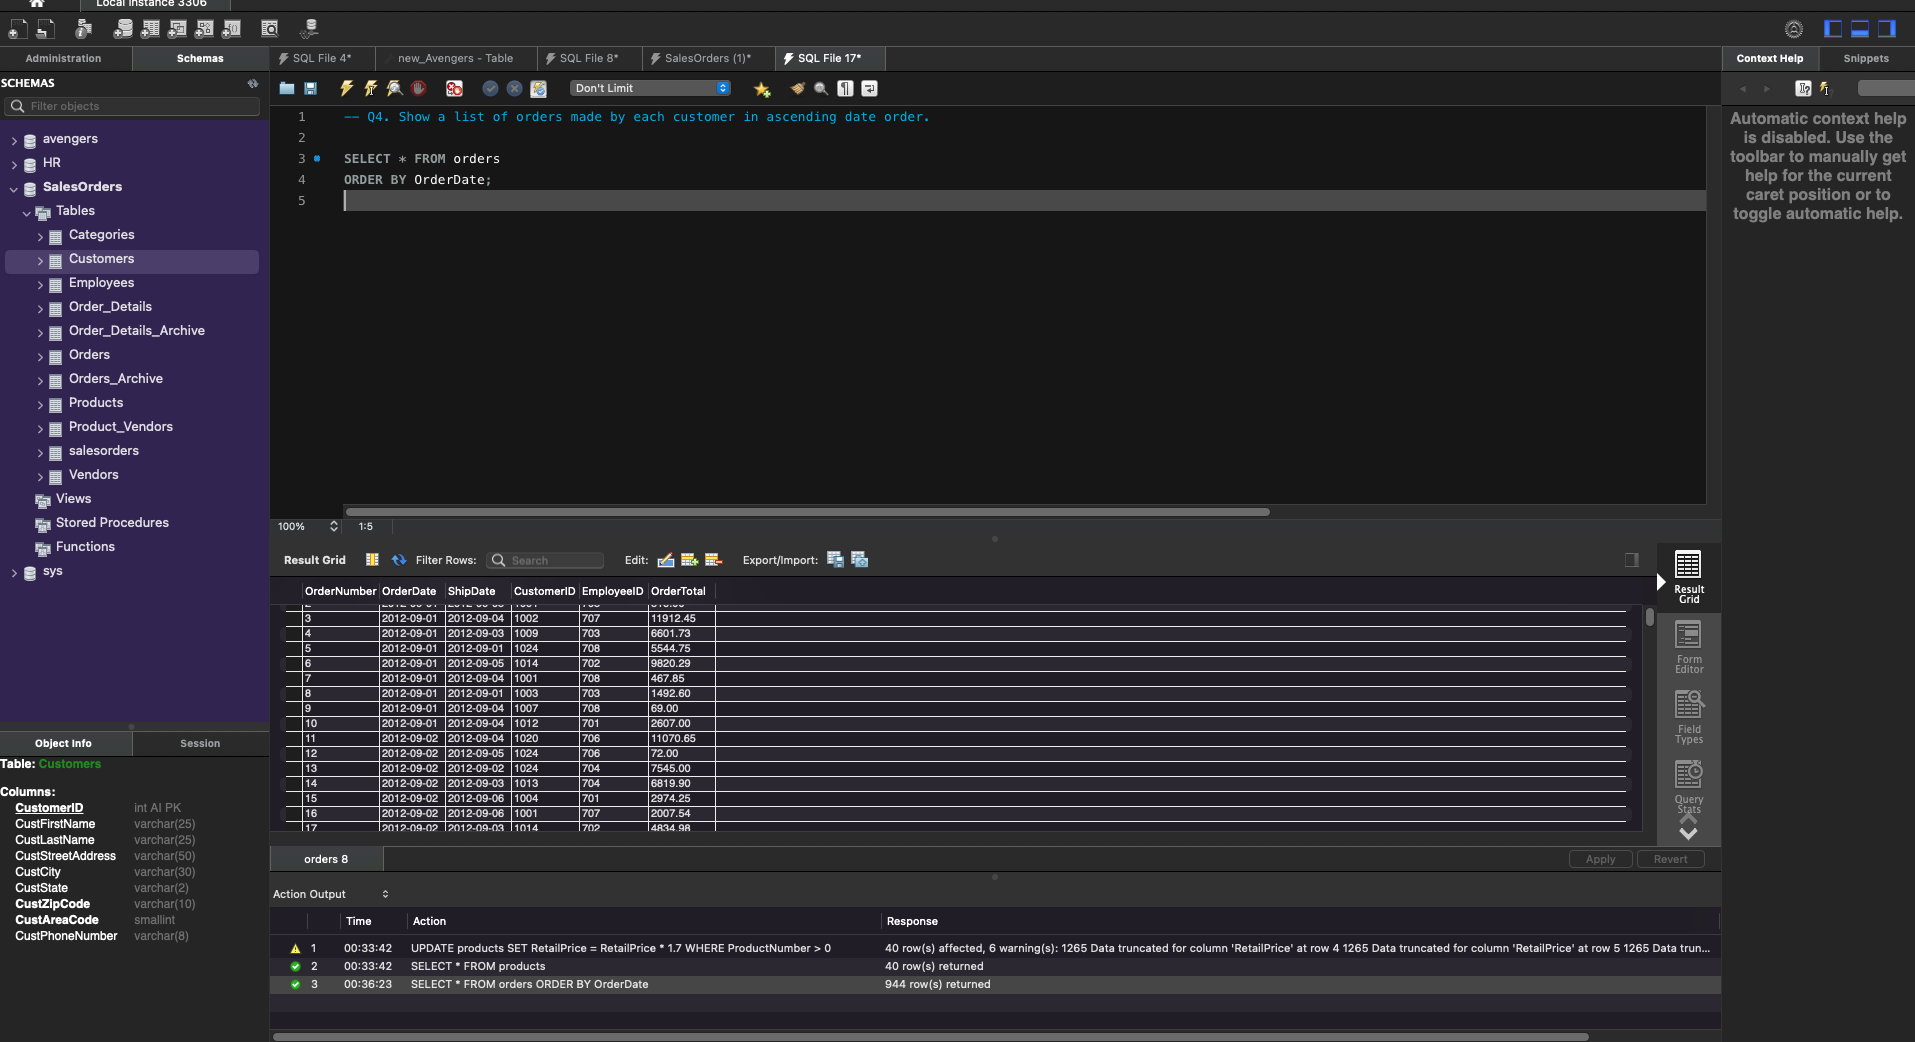 Local instance 3306
Administration
Schemas
SQL File 4*
new_Avengers - Table
SQL File 8*
SalesOrders (1)*
SQL File 17*
Context Help
Snippets
SCHEMAS
Filter objects
avengers
HR
SalesOrders
Tables
Categories
Customers
Employees
Order_Details
Order_Details_Archive
Orders
Orders_Archive
Products
Product_Vendors
salesorders
Vendors
Views
Stored Procedures
Functions
sys
Object Info
Session
Table: Customers
Columns:
CustomerID int AI PK
CustFirstName varchar(25)
CustLastName varchar(25)
CustStreetAddress varchar(50)
CustCity varchar(30)
CustState varchar(2)
CustZipCode varchar(10)
CustAreaCode smallint
CustPhoneNumber varchar(8)
Don't Limit
1 -- Q4. Show a list of orders made by each customer in ascending date order.
2
3 SELECT * FROM orders
4 ORDER BY OrderDate;
5
100% 1:5
Result Grid Filter Rows: Search Edit: Export/Import:
OrderNumber OrderDate ShipDate CustomerID EmployeeID OrderTotal
3 2012-09-01 2012-09-04 1002 707 11912.45
4 2012-09-01 2012-09-03 1009 703 6601.73
5 2012-09-01 2012-09-01 1024 708 5544.75
6 2012-09-01 2012-09-05 1014 702 9820.29
7 2012-09-01 2012-09-04 1001 708 467.85
8 2012-09-01 2012-09-01 1003 703 1492.60
9 2012-09-01 2012-09-04 1007 708 69.00
10 2012-09-01 2012-09-04 1012 701 2607.00
11 2012-09-02 2012-09-04 1020 706 11070.65
12 2012-09-02 2012-09-05 1024 706 72.00
13 2012-09-02 2012-09-02 1024 704 7545.00
14 2012-09-02 2012-09-03 1013 704 6819.90
15 2012-09-02 2012-09-06 1004 701 2974.25
16 2012-09-02 2012-09-06 1001 707 2007.54
17 2012-09-02 2012-09-03 1014 702 4834.98
Result
Grid
Form
Editor
Field
Types
Query
Stats
orders 8
Apply
Revert
Action Output
Time Action Response
1 00:33:42 UPDATE products SET RetailPrice = RetailPrice * 1.7 WHERE ProductNumber > 0 40 row(s) affected, 6 warning(s): 1265 Data truncated for column 'RetailPrice' at row 4 1265 Data truncated for column 'RetailPrice' at row 5 1265 Data trun...
2 00:33:42 SELECT * FROM products 40 row(s) returned
3 00:36:23 SELECT * FROM orders ORDER BY OrderDate 944 row(s) returned
Automatic context help
is disabled. Use the
toolbar to manually get
help for the current
caret position or to
toggle automatic help.